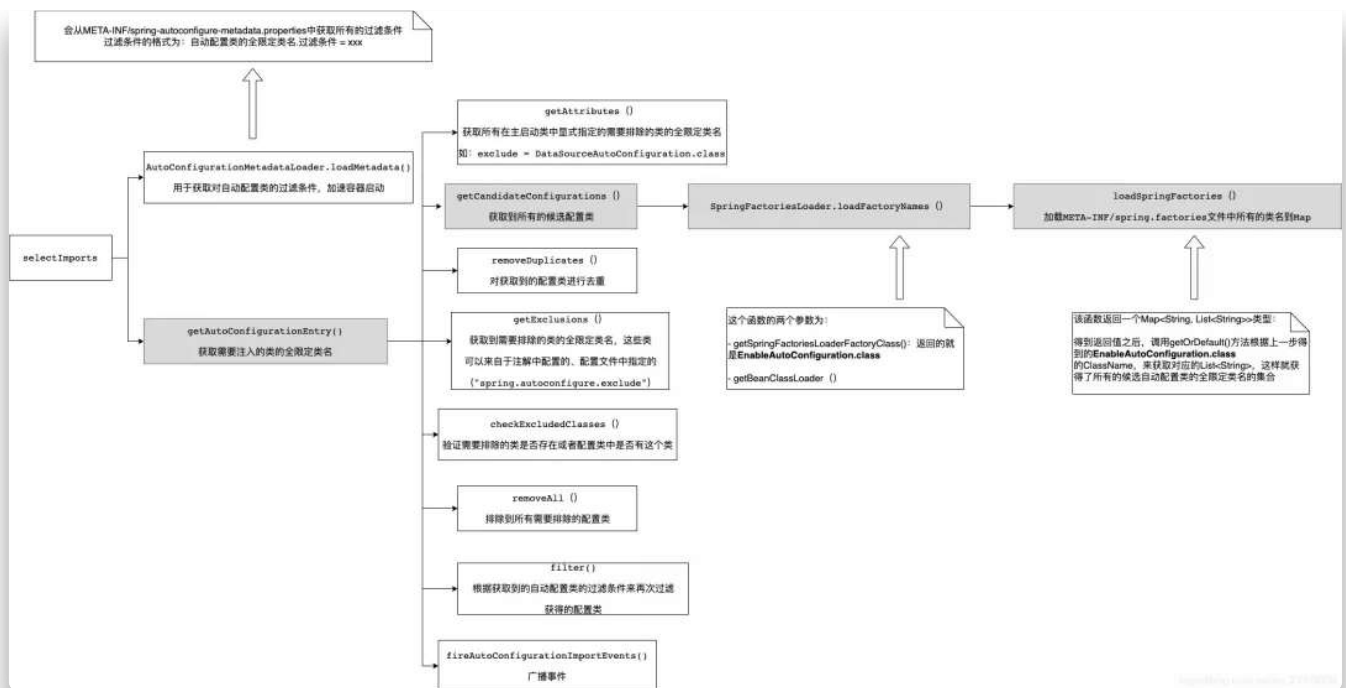 会从META-INF/spring-autoconfigure-metadata.properties中获取所有的过滤条件
过滤条件的格式为：自动配置类的全限定类名.过滤条件 = xxx
AutoConfigurationMetadataLoader.loadMetadata()
用于获取对自动配置类的过滤条件，加速容器启动
selectImports
getAutoConfigurationEntry()
获取需要注入的类的全限定类名
getAttributes ()
获取所有在主启动类中显式指定的需要排除的类的全限定类名
如：exclude = DataSourceAutoConfiguration.class
getCandidateConfigurations ()
获取到所有的候选配置类
removeDuplicates ()
对获取到的配置类进行去重
getExclusions ()
获取到需要排除的类的全限定类名，这些类
可以来自于注解中配置的、配置文件中指定的
("spring.autoconfigure.exclude")
checkExcludedClasses ()
验证需要排除的类是否存在或者配置类中是否有这个类
removeAll ()
排除到所有需要排除的配置类
filter()
根据获取到的自动配置类的过滤条件来再次过滤
获得的配置类
fireAutoConfigurationImportEvents()
广播事件
SpringFactoriesLoader.loadFactoryNames ()
这个函数的两个参数为：
- getSpringFactoriesLoaderFactoryClass()：返回的就
是EnableAutoConfiguration.class
- getBeanClassLoader ()
loadSpringFactories ()
加载META-INF/spring.factories文件中所有的类名到Map
该函数返回一个Map<String, List<String>>类型：
得到返回值之后，调用getOrDefault()方法根据上一步得
到的EnableAutoConfiguration.class
的ClassName，来获取对应的List<String>，这样就获
得了所有的候选自动配置类的全限定类名的集合